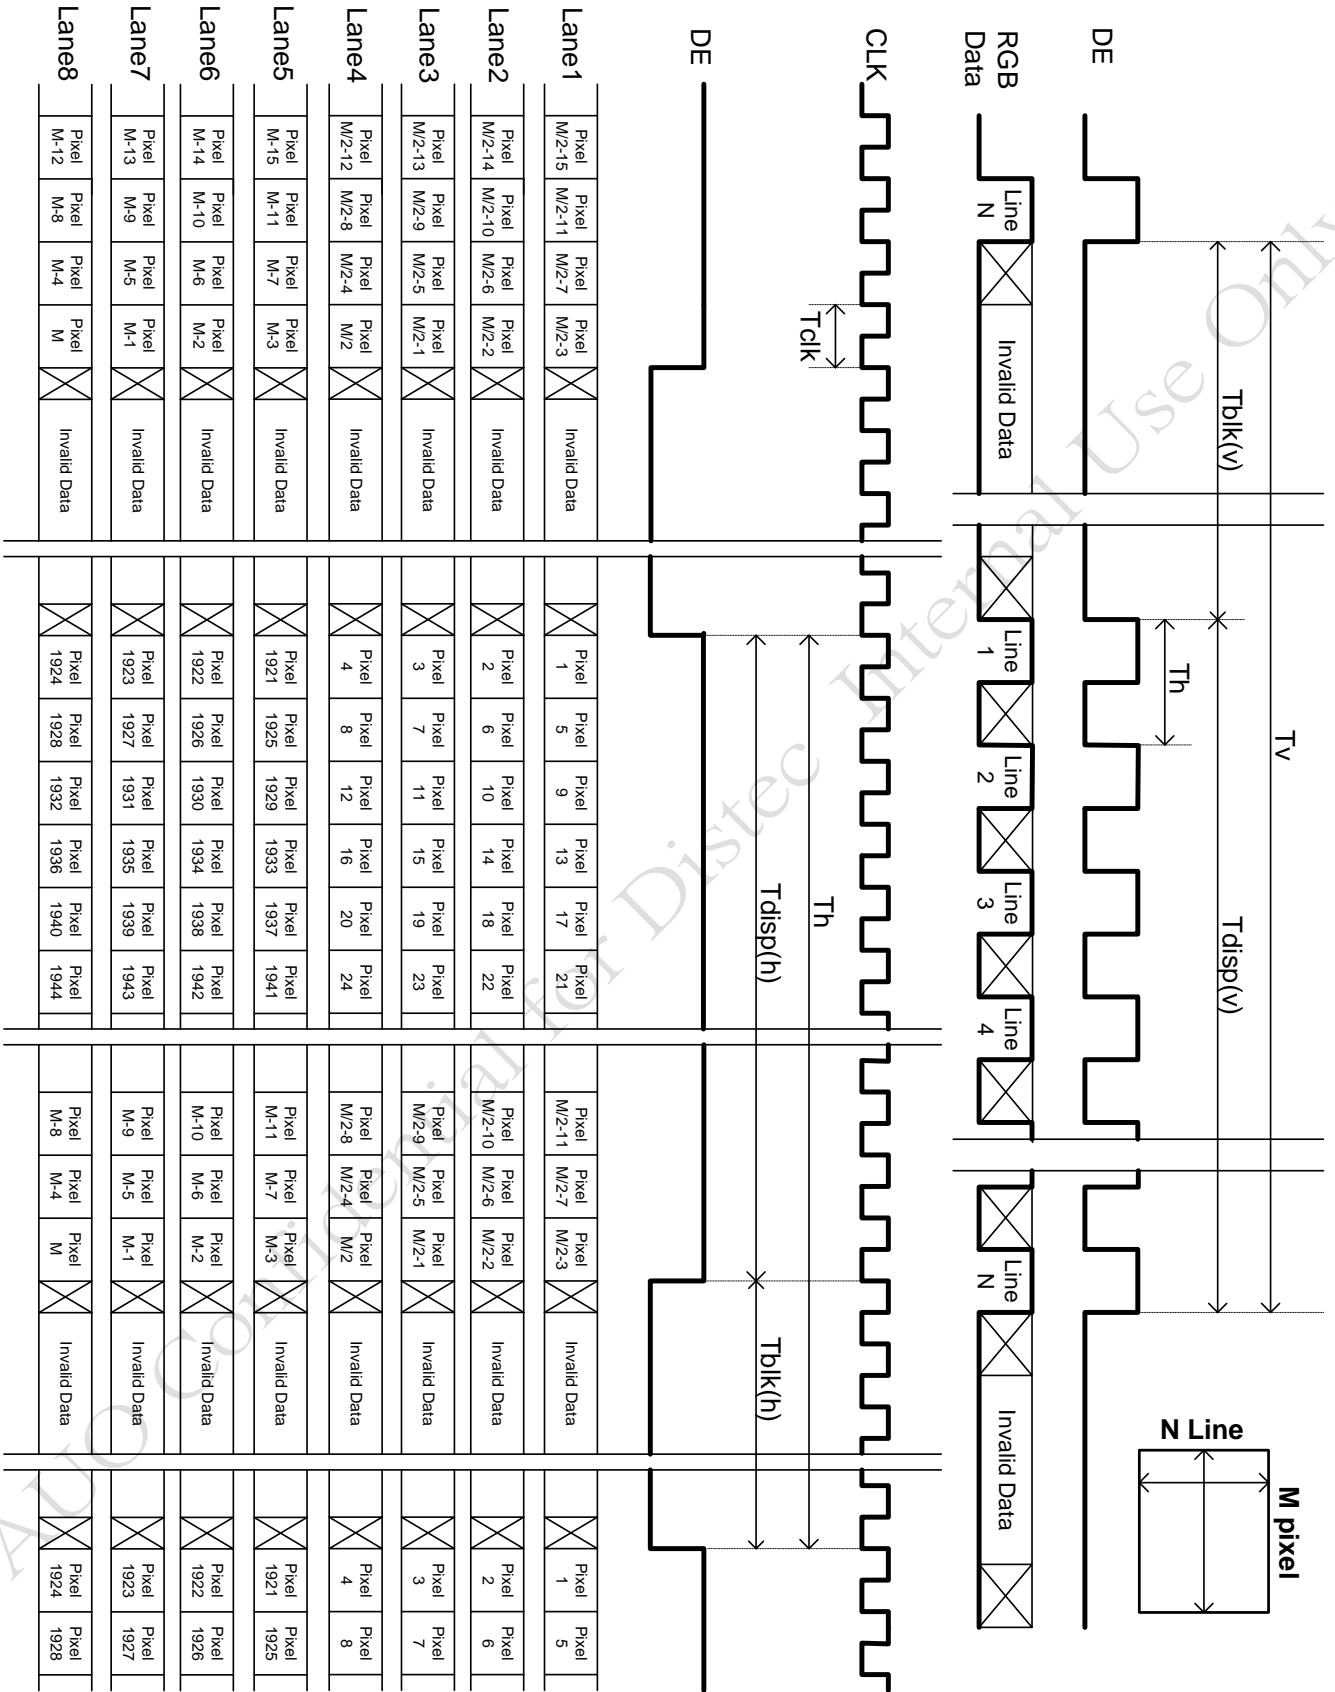 M pixel
N Line
Tv
Tblk(v) Tdisp(v)
Th
DE
RGB Data
Line N Invalid Data Line 1 Line 2 Line 3 Line 4 Line N Invalid Data
CLK
Tclk
Th
Tdisp(h) Tblk(h)
DE
Lane1
Pixel Pixel Pixel Pixel Invalid Data Pixel Pixel Pixel Pixel Pixel Pixel Pixel Pixel Pixel Invalid Data Pixel Pixel
M/2-15 M/2-11 M/2-7 M/2-3 1 5 9 13 17 21 M/2-11 M/2-7 M/2-3 1 5
Lane2
Pixel Pixel Pixel Pixel Invalid Data Pixel Pixel Pixel Pixel Pixel Pixel Pixel Pixel Pixel Invalid Data Pixel Pixel
M/2-14 M/2-10 M/2-6 M/2-2 2 6 10 14 18 22 M/2-10 M/2-6 M/2-2 2 6
Lane3
Pixel Pixel Pixel Pixel Invalid Data Pixel Pixel Pixel Pixel Pixel Pixel Pixel Pixel Pixel Invalid Data Pixel Pixel
M/2-13 M/2-9 M/2-5 M/2-1 3 7 11 15 19 23 M/2-9 M/2-5 M/2-1 3 7
Lane4
Pixel Pixel Pixel Pixel Invalid Data Pixel Pixel Pixel Pixel Pixel Pixel Pixel Pixel Pixel Invalid Data Pixel Pixel
M/2-12 M/2-8 M/2-4 M/2 4 8 12 16 20 24 M/2-8 M/2-4 M/2 4 8
Lane5
Pixel Pixel Pixel Pixel Invalid Data Pixel Pixel Pixel Pixel Pixel Pixel Pixel Pixel Pixel Invalid Data Pixel Pixel
M-15 M-11 M-7 M-3 1921 1925 1929 1933 1937 1941 M-11 M-7 M-3 1921 1925
Lane6
Pixel Pixel Pixel Pixel Invalid Data Pixel Pixel Pixel Pixel Pixel Pixel Pixel Pixel Pixel Invalid Data Pixel Pixel
M-14 M-10 M-6 M-2 1922 1926 1930 1934 1938 1942 M-10 M-6 M-2 1922 1926
Lane7
Pixel Pixel Pixel Pixel Invalid Data Pixel Pixel Pixel Pixel Pixel Pixel Pixel Pixel Pixel Invalid Data Pixel Pixel
M-13 M-9 M-5 M-1 1923 1927 1931 1935 1939 1943 M-9 M-5 M-1 1923 1927
Lane8
Pixel Pixel Pixel Pixel Invalid Data Pixel Pixel Pixel Pixel Pixel Pixel Pixel Pixel Pixel Invalid Data Pixel Pixel
M-12 M-8 M-4 M 1924 1928 1932 1936 1940 1944 M-8 M-4 M 1924 1928
AUO Confidential for Distec Internal Use Only